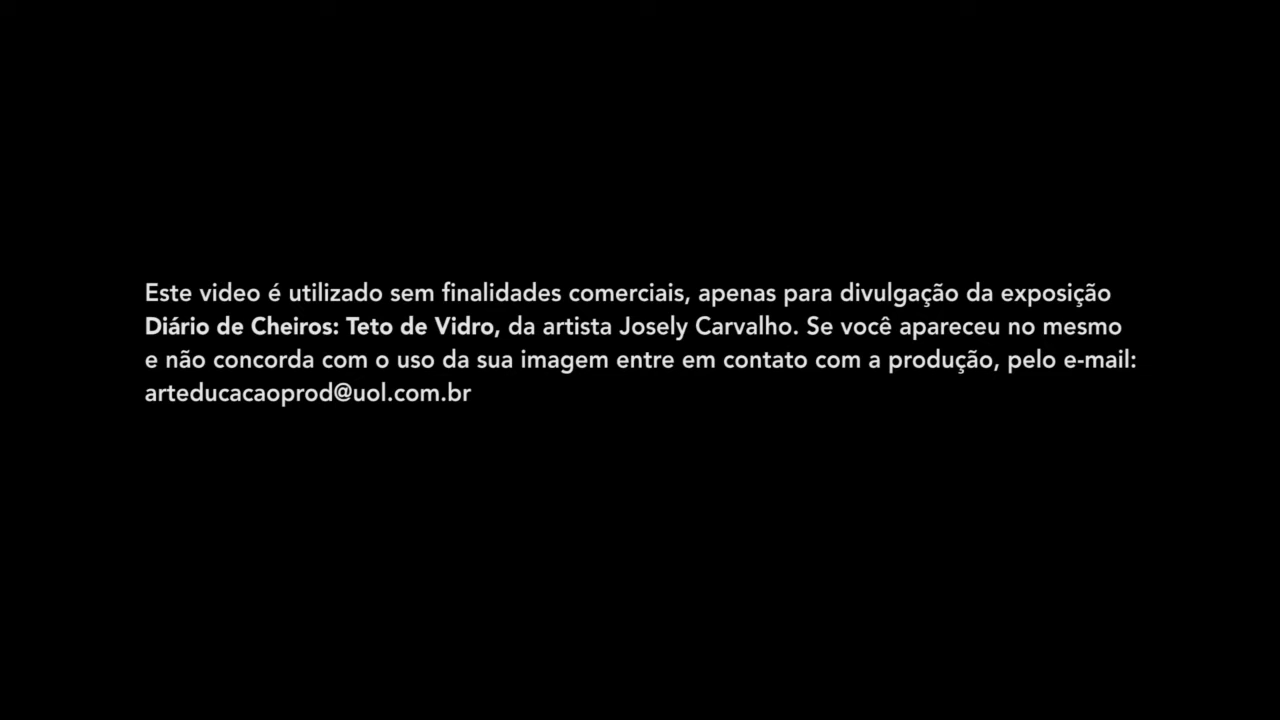 Este video é utilizado sem finalidades comerciais, apenas para divulgação da exposição
Diário de Cheiros: Teto de Vidro, da artista Josely Carvalho. Se você apareceu no mesmo
e não concorda com o uso da sua imagem entre em contato com a produção, pelo e-mail:
arteducacaoprod@uol.com.br